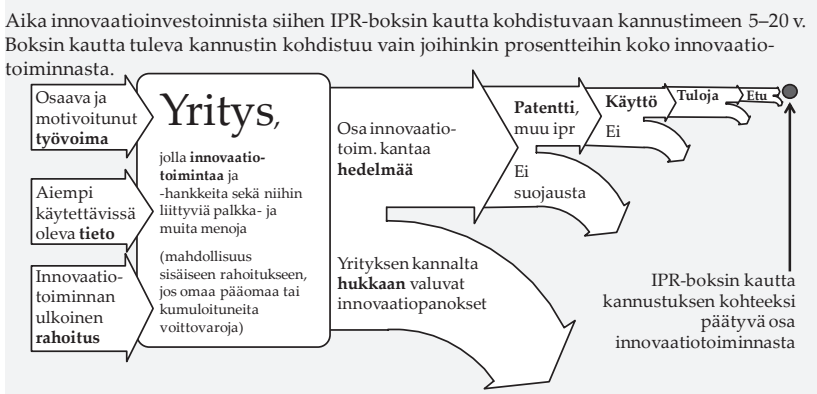 Aika innovaatioinvestoinnista siihen IPR-boksin kautta kohdistuvaan kannustimeen 5–20 v.
Boksin kautta tuleva kannustin kohdistuu vain joihinkin prosentteihin koko innovaatio-
toiminnasta.
Osaava ja
motivoitunut
työvoima
Aiempi
käytettävissä
oleva tieto
Innovaatio-
toiminnan
ulkoinen
rahoitus
Yritys,
jolla innovaatio-
toimintaa ja
-hankkeita sekä niihin
liittyviä palkka- ja
muita menoja
(mahdollisuus
sisäiseen rahoitukseen,
jos omaa pääomaa tai
kumuloituneita
voittovaroja)
Osa innovaatio-
toim. kantaa
hedelmää
Yrityksen kannalta
hukkaan valuvat
innovaatiopanokset
Patentti,
muu ipr
Ei
suojausta
Käyttö
Ei
Tuloja
Etu
IPR-boksin kautta
kannustuksen kohteeksi
päätyvä osa
innovaatiotoiminnasta